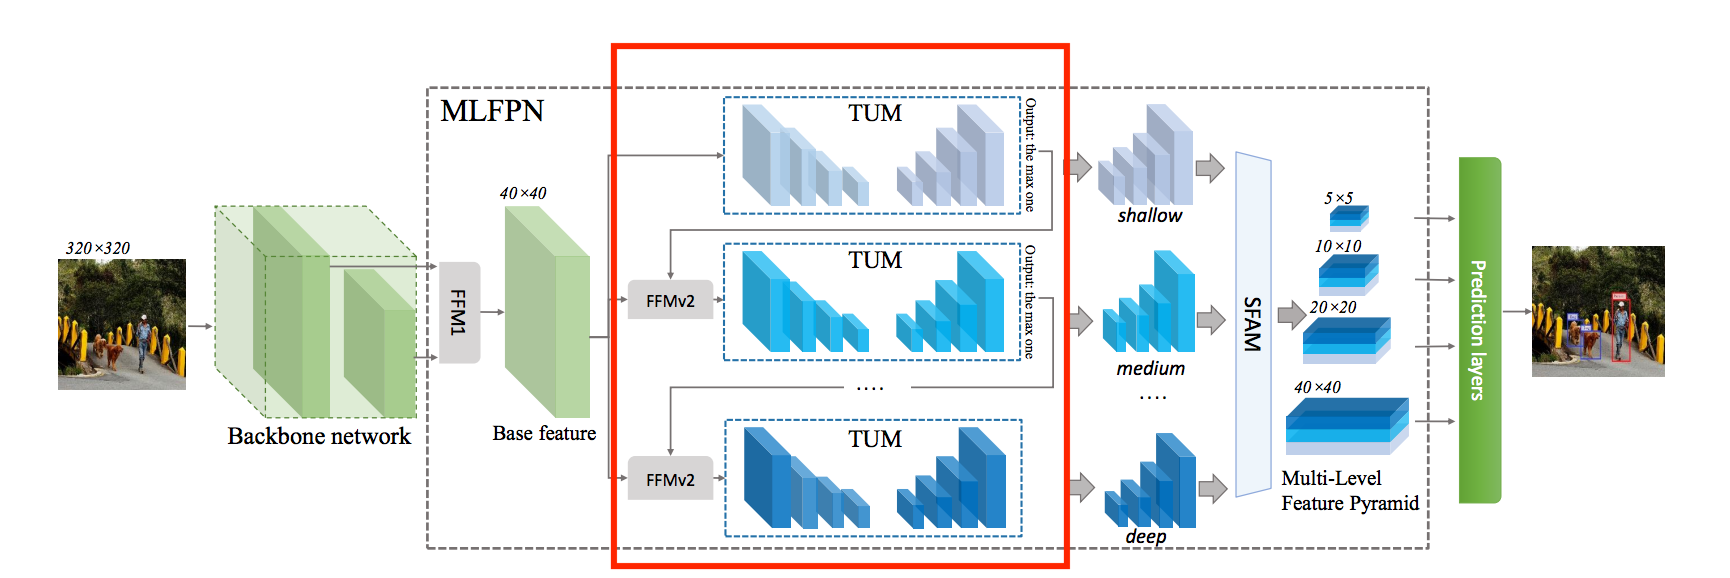 MLFPN
TUM
Output: the max one
40×40
320×320
shallow
5×5
10×10
FFM1
FFMv2
TUM
Output: the max one
SFAM
20×20
Prediction layers
medium
....
....
40×40
Backbone network
Base feature
FFMv2
TUM
deep
Multi-Level
Feature Pyramid